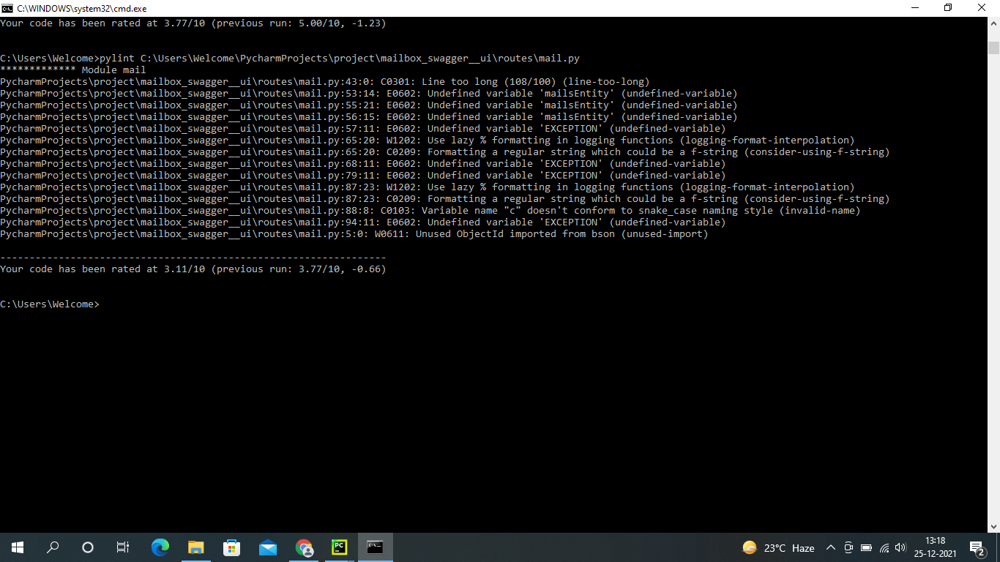 C:\WINDOWS\system32\cmd.exe
Your code has been rated at 3.77/10 (previous run: 5.00/10, -1.23)
C:\Users\Welcome>pylint C:\Users\Welcome\PycharmProjects\project\mailbox_swagger__ui\routes\mail.py
************* Module mail
PycharmProjects\project\mailbox_swagger__ui\routes\mail.py:43:0: C0301: Line too long (108/100) (line-too-long)
PycharmProjects\project\mailbox_swagger__ui\routes\mail.py:53:14: E0602: Undefined variable 'mailsEntity' (undefined-variable)
PycharmProjects\project\mailbox_swagger__ui\routes\mail.py:55:21: E0602: Undefined variable 'mailsEntity' (undefined-variable)
PycharmProjects\project\mailbox_swagger__ui\routes\mail.py:56:15: E0602: Undefined variable 'mailsEntity' (undefined-variable)
PycharmProjects\project\mailbox_swagger__ui\routes\mail.py:57:11: E0602: Undefined variable 'EXCEPTION' (undefined-variable)
PycharmProjects\project\mailbox_swagger__ui\routes\mail.py:65:20: W1202: Use lazy % formatting in logging functions (logging-format-interpolation)
PycharmProjects\project\mailbox_swagger__ui\routes\mail.py:65:20: C0209: Formatting a regular string which could be a f-string (consider-using-f-string)
PycharmProjects\project\mailbox_swagger__ui\routes\mail.py:68:11: E0602: Undefined variable 'EXCEPTION' (undefined-variable)
PycharmProjects\project\mailbox_swagger__ui\routes\mail.py:79:11: E0602: Undefined variable 'EXCEPTION' (undefined-variable)
PycharmProjects\project\mailbox_swagger__ui\routes\mail.py:87:23: W1202: Use lazy % formatting in logging functions (logging-format-interpolation)
PycharmProjects\project\mailbox_swagger__ui\routes\mail.py:87:23: C0209: Formatting a regular string which could be a f-string (consider-using-f-string)
PycharmProjects\project\mailbox_swagger__ui\routes\mail.py:88:8: C0103: Variable name "c" doesn't conform to snake_case naming style (invalid-name)
PycharmProjects\project\mailbox_swagger__ui\routes\mail.py:94:11: E0602: Undefined variable 'EXCEPTION' (undefined-variable)
PycharmProjects\project\mailbox_swagger__ui\routes\mail.py:5:0: W0611: Unused ObjectId imported from bson (unused-import)
------------------------------------------------------------------
Your code has been rated at 3.11/10 (previous run: 3.77/10, -0.66)
C:\Users\Welcome>
PC
23°C Haze
13:18
25-12-2021
2